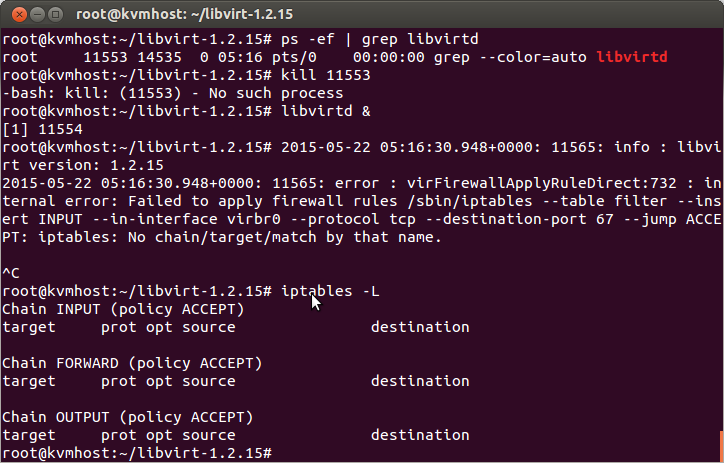 root@kvmhost: ~/libvirt-1.2.15
root@kvmhost:~/libvirt-1.2.15# ps -ef | grep libvirtd
root     11553 14535  0 05:16 pts/0    00:00:00 grep --color=auto libvirtd
root@kvmhost:~/libvirt-1.2.15# kill 11553
-bash: kill: (11553) - No such process
root@kvmhost:~/libvirt-1.2.15# libvirtd &
[1] 11554
root@kvmhost:~/libvirt-1.2.15# 2015-05-22 05:16:30.948+0000: 11565: info : libvi
rt version: 1.2.15
2015-05-22 05:16:30.948+0000: 11565: error : virFirewallApplyRuleDirect:732 : in
ternal error: Failed to apply firewall rules /sbin/iptables --table filter --ins
ert INPUT --in-interface virbr0 --protocol tcp --destination-port 67 --jump ACCE
PT: iptables: No chain/target/match by that name.
^C
root@kvmhost:~/libvirt-1.2.15# iptables -L
Chain INPUT (policy ACCEPT)
target     prot opt source               destination
Chain FORWARD (policy ACCEPT)
target     prot opt source               destination
Chain OUTPUT (policy ACCEPT)
target     prot opt source               destination
root@kvmhost:~/libvirt-1.2.15#